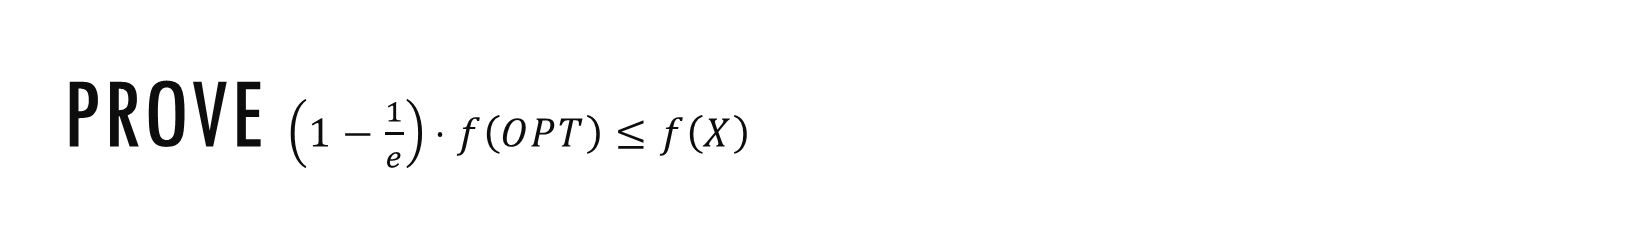 PROVE (1 − 1/e) · f(OPT) ≤ f(X)